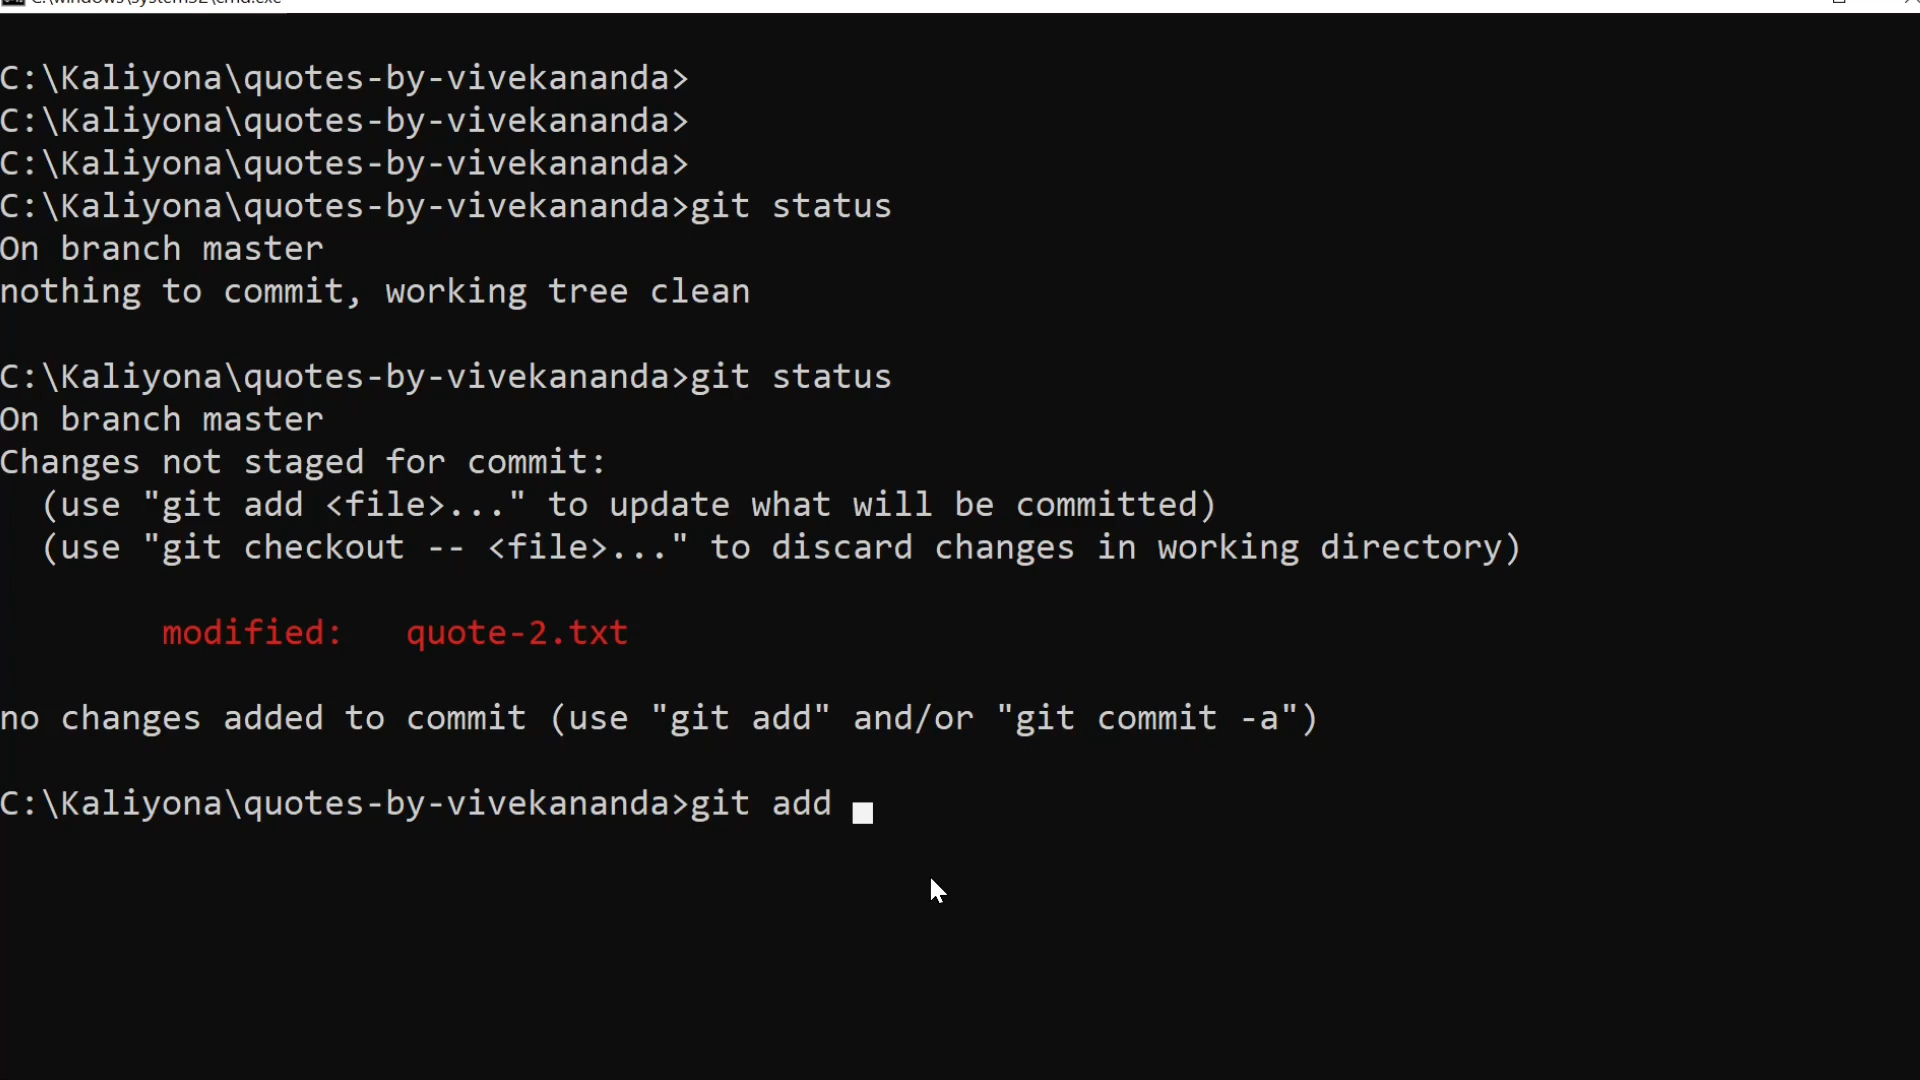 C:\windows\system32\cmd.exe
C:\Kaliyona\quotes-by-vivekananda>
C:\Kaliyona\quotes-by-vivekananda>
C:\Kaliyona\quotes-by-vivekananda>
C:\Kaliyona\quotes-by-vivekananda>git status
On branch master
nothing to commit, working tree clean
C:\Kaliyona\quotes-by-vivekananda>git status
On branch master
Changes not staged for commit:
  (use "git add <file>..." to update what will be committed)
  (use "git checkout -- <file>..." to discard changes in working directory)
        modified:   quote-2.txt
no changes added to commit (use "git add" and/or "git commit -a")
C:\Kaliyona\quotes-by-vivekananda>git add